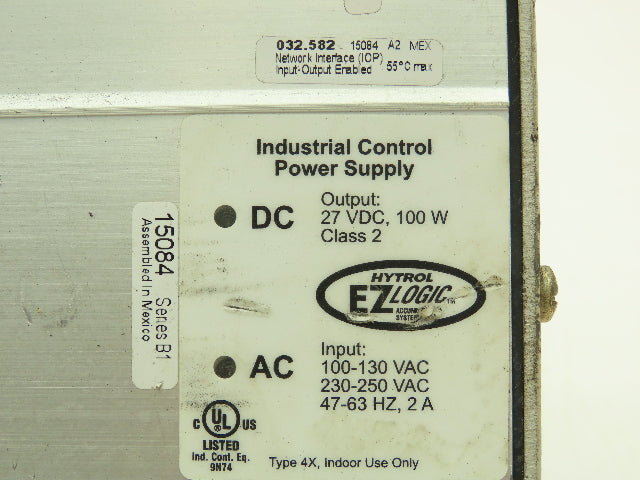 032.582 15084 A2 MEX
Network Interface (IOP)
Input-Output Enabled 55°C max
Industrial Control
Power Supply
DC
Output:
27 VDC, 100 W
Class 2
15084 Series B1
Assembled in Mexico
HYTROL
EZLOGIC™
AC
Input:
100-130 VAC
230-250 VAC
47-63 HZ, 2 A
C UL US
LISTED
Ind. Cont. Eq.
9N74
Type 4X, Indoor Use Only